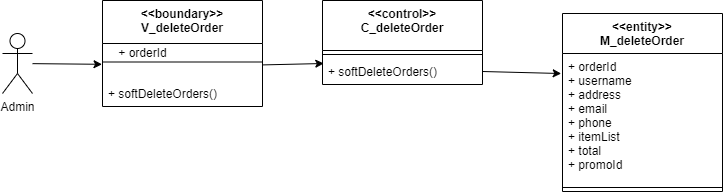 Admin
<<boundary>>
V_deleteOrder
+ orderId
+ softDeleteOrders()
<<control>>
C_deleteOrder
+ softDeleteOrders()
<<entity>>
M_deleteOrder
+ orderId
+ username
+ address
+ email
+ phone
+ itemList
+ total
+ promoId